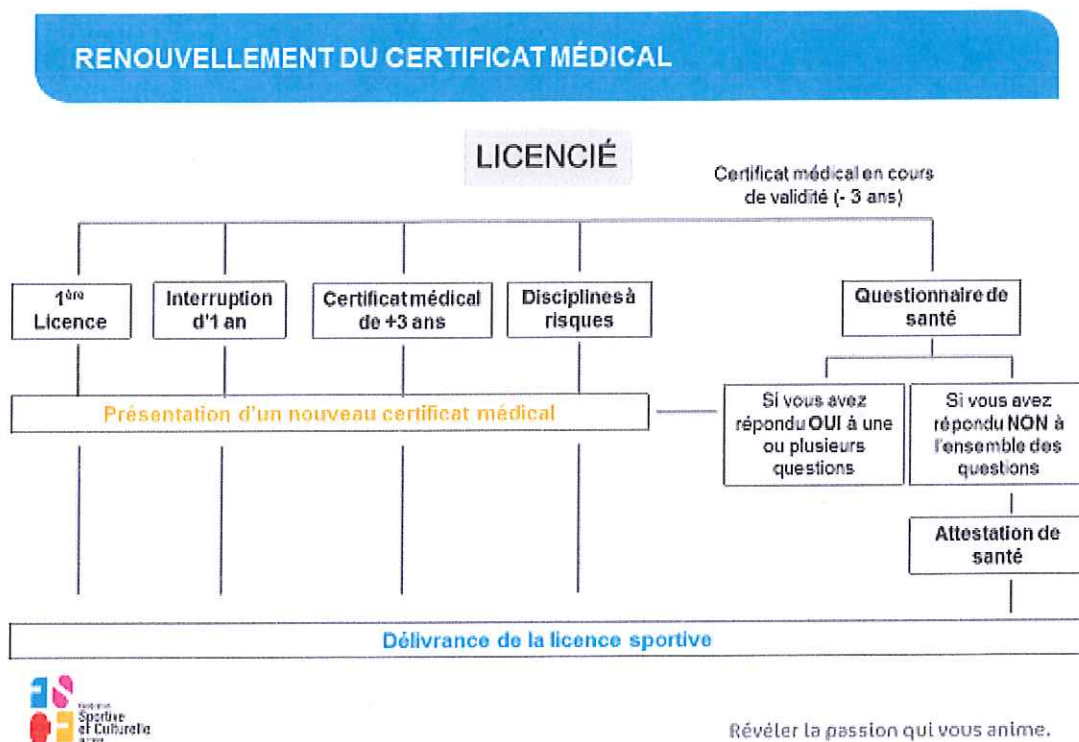 RENOUVELLEMENT DU CERTIFICAT MÉDICAL
LICENCIÉ
Certificat médical en cours
de validité (- 3 ans)
1ère
Licence
Interruption
d'1 an
Certificat médical
de +3 ans
Disciplines à
risques
Questionnaire de
santé
Présentation d'un nouveau certificat médical
Si vous avez
répondu OUI à une
ou plusieurs
questions
Si vous avez
répondu NON à
l'ensemble des
questions
Attestation de
santé
Délivrance de la licence sportive
Sportive
et Culturelle
Révéler la passion qui vous anime.